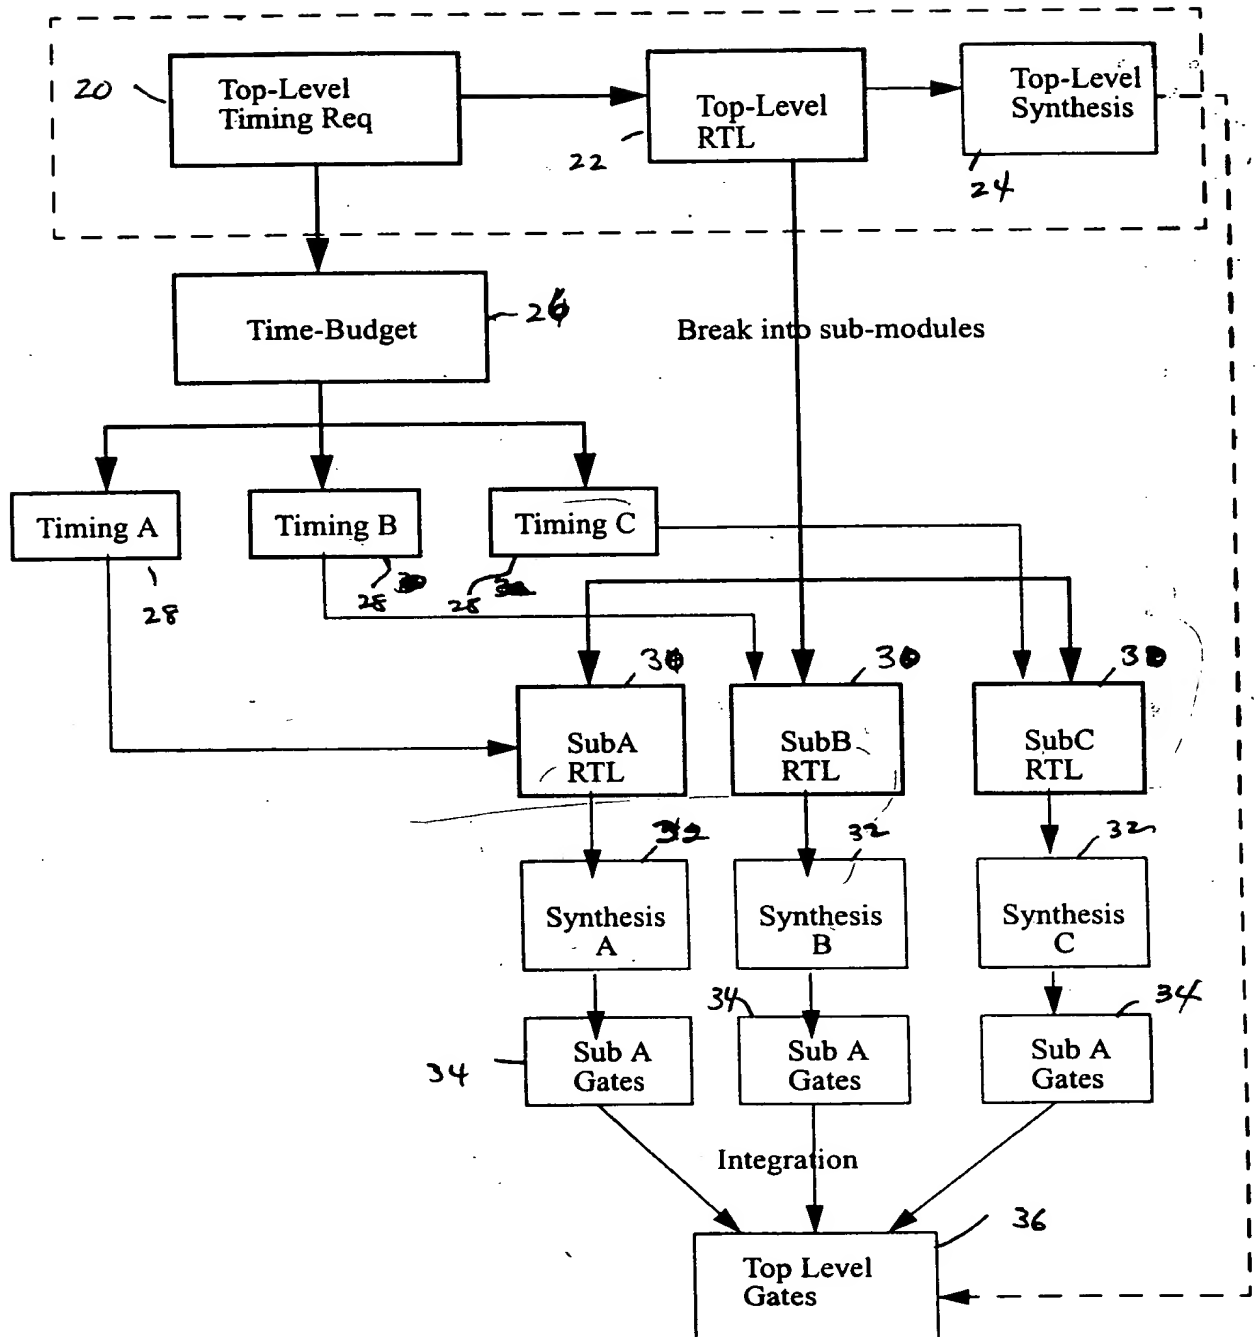 20
Top-Level
Timing Req
22
Top-Level
RTL
Top-Level
Synthesis
24
Time-Budget
26
Break into sub-modules
Timing A
28
Timing B
28
Timing C
28
30
30
30
SubA
RTL
SubB
RTL
SubC
RTL
32
32
32
Synthesis
A
Synthesis
B
Synthesis
C
34
Sub A
Gates
34
Sub A
Gates
34
Sub A
Gates
Integration
36
Top Level
Gates